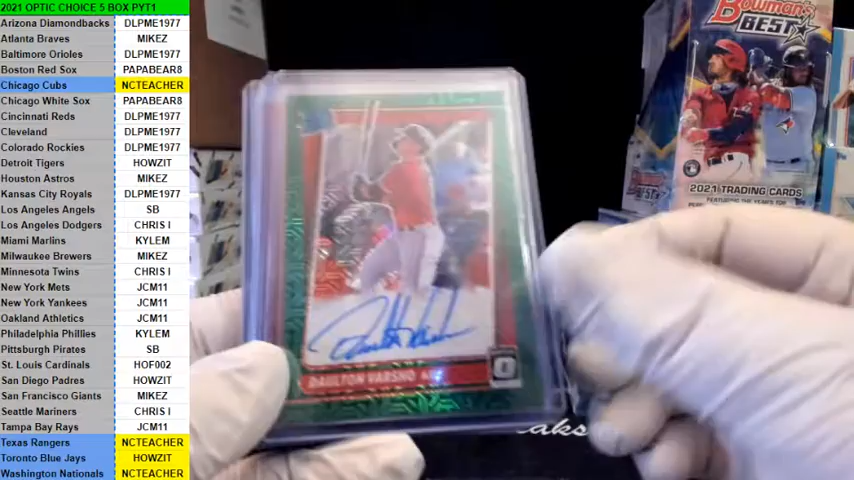 2021 OPTIC CHOICE 5 BOX PYT1
Arizona Diamondbacks DLPME1977
Atlanta Braves MIKEZ
Baltimore Orioles DLPME1977
Boston Red Sox PAPABEAR8
Chicago Cubs NCTEACHER
Chicago White Sox PAPABEAR8
Cincinnati Reds DLPME1977
Cleveland DLPME1977
Colorado Rockies DLPME1977
Detroit Tigers HOWZIT
Houston Astros MIKEZ
Kansas City Royals DLPME1977
Los Angeles Angels SB
Los Angeles Dodgers CHRIS I
Miami Marlins KYLEM
Milwaukee Brewers MIKEZ
Minnesota Twins CHRIS I
New York Mets JCM11
New York Yankees JCM11
Oakland Athletics JCM11
Philadelphia Phillies KYLEM
Pittsburgh Pirates SB
St. Louis Cardinals HOF002
San Diego Padres HOWZIT
San Francisco Giants MIKEZ
Seattle Mariners CHRIS I
Tampa Bay Rays JCM11
Texas Rangers NCTEACHER
Toronto Blue Jays HOWZIT
Washington Nationals NCTEACHER
DAULTON VARSHO
Bowman's
BEST
2021 TRADING CARDS
aks